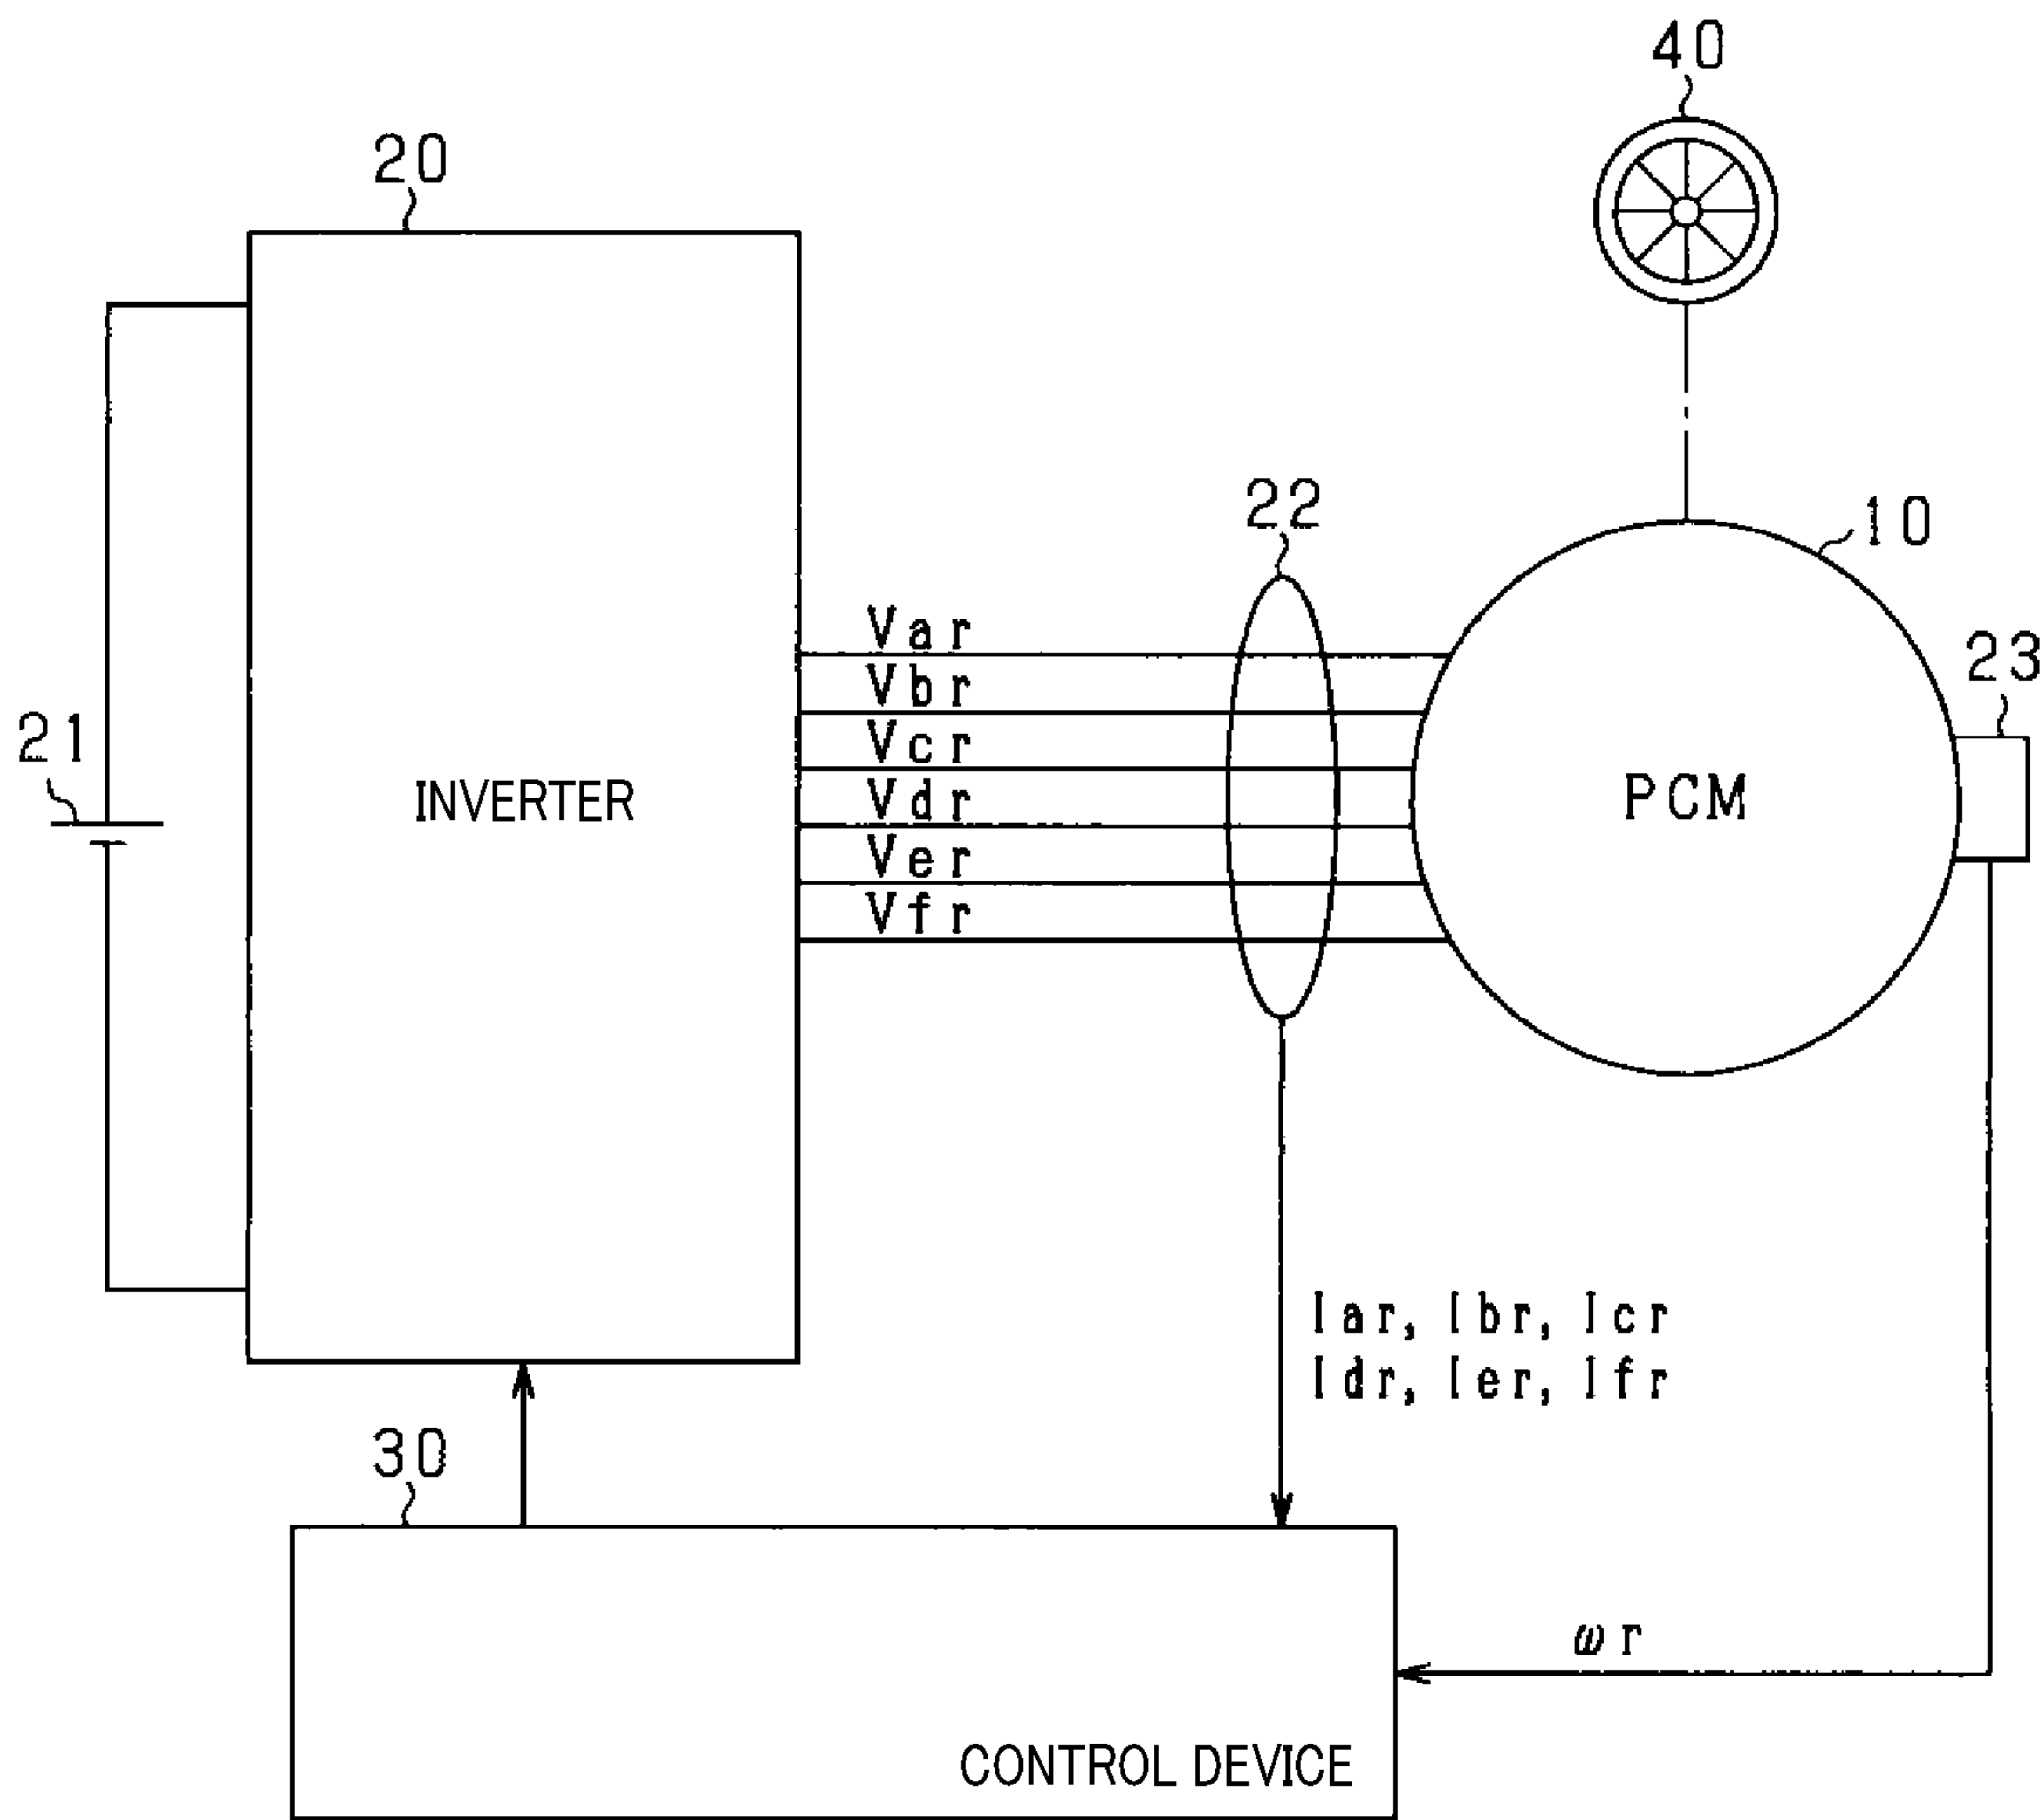 40
20
22
10
Var
Vbr
23
Vcr
21
Vdr
INVERTER
PCM
Ver
Vfr
Iar, Ibr, Icr
Idr, Ier, Ifr
30
ωr
CONTROL DEVICE